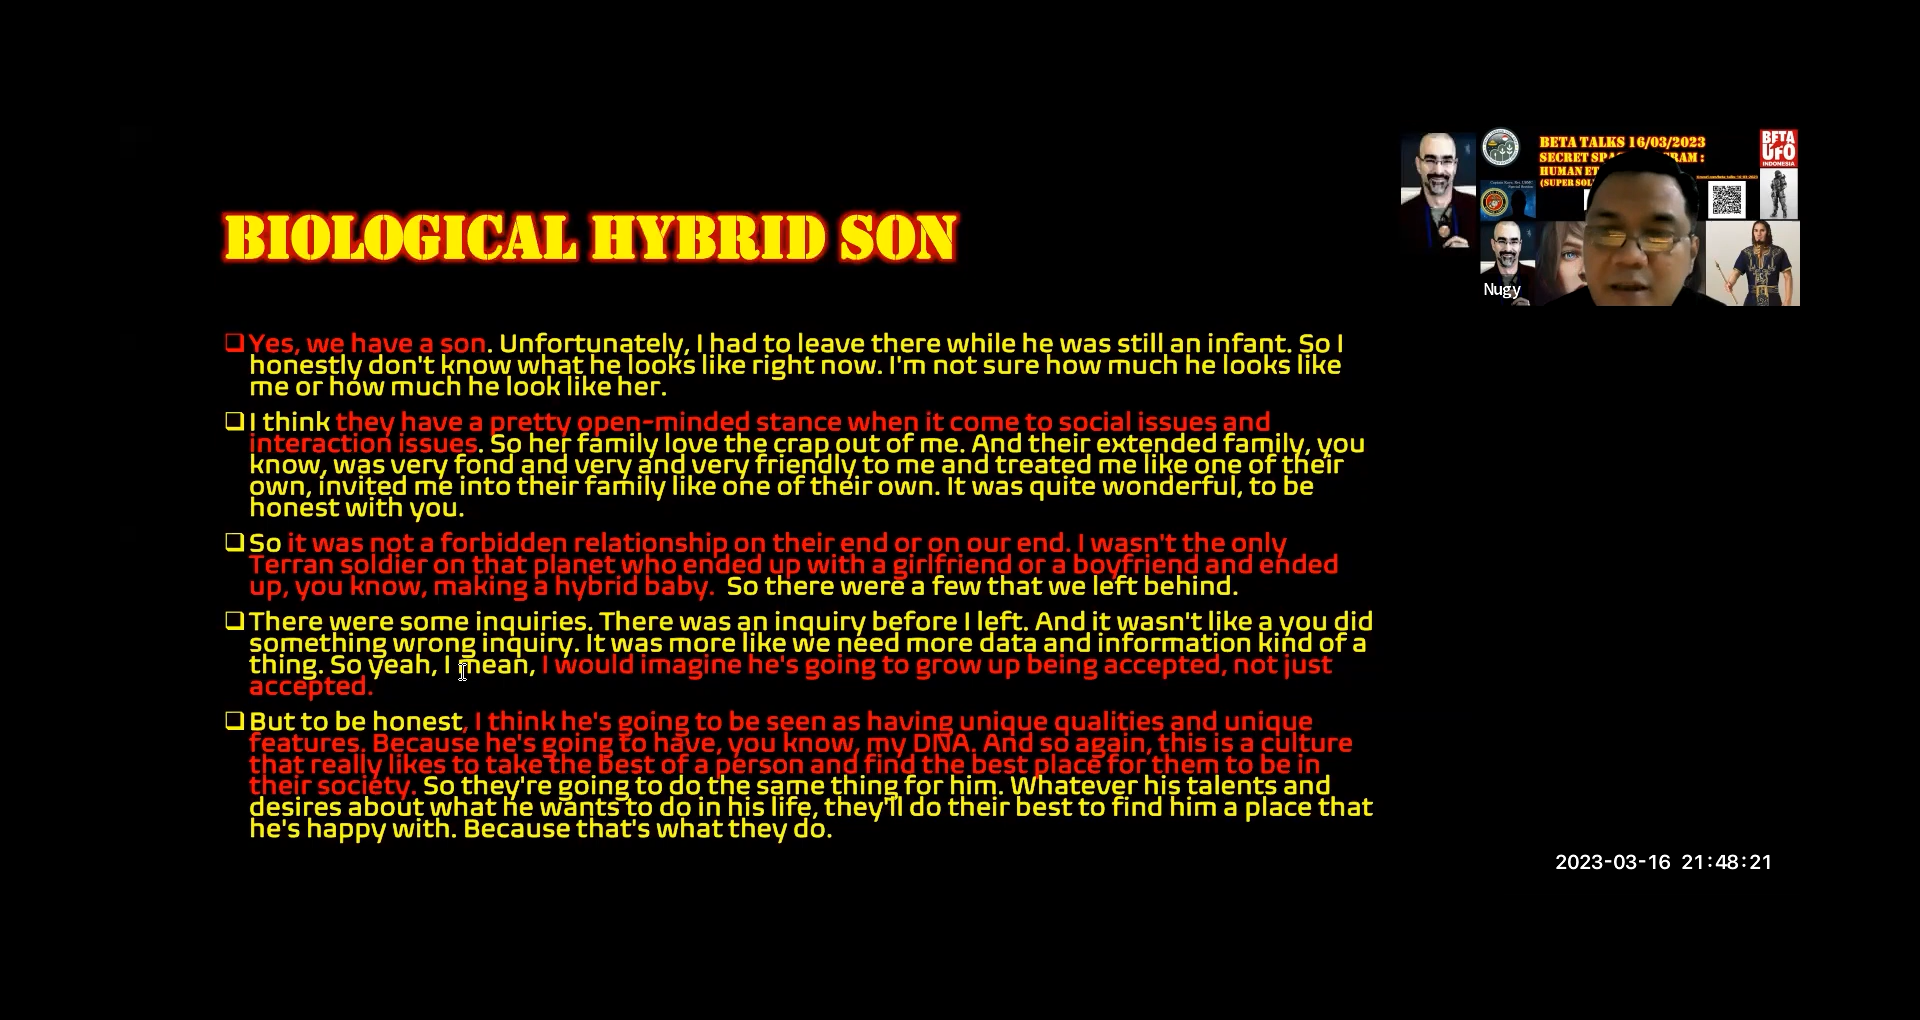 BETA TALKS 16/03/2023
BETA
UFO
INDONESIA
HUMAN ET
Nugy
BIOLOGICAL HYBRID SON
Yes, we have a son. Unfortunately, I had to leave there while he was still an infant. So I
honestly don't know what he looks like right now. I'm not sure how much he looks like
me or how much he look like her.
I think they have a pretty open-minded stance when it come to social issues and
interaction issues. So her family love the crap out of me. And their extended family, you
know, was very fond and very and very friendly to me and treated me like one of their
own, invited me into their family like one of their own. It was quite wonderful, to be
honest with you.
So it was not a forbidden relationship on their end or on our end. I wasn't the only
Terran soldier on that planet who ended up with a girlfriend or a boyfriend and ended
up, you know, making a hybrid baby. So there were a few that we left behind.
There were some inquiries. There was an inquiry before I left. And it wasn't like a you did
something wrong inquiry. It was more like we need more data and information kind of a
thing. So yeah, I mean, I would imagine he's going to grow up being accepted, not just
accepted.
But to be honest, I think he's going to be seen as having unique qualities and unique
features. Because he's going to have, you know, my DNA. And so again, this is a culture
that really likes to take the best of a person and find the best place for them to be in
their society. So they're going to do the same thing for him. Whatever his talents and
desires about what he wants to do in his life, they'll do their best to find him a place that
he's happy with. Because that's what they do.
2023-03-16 21:48:21